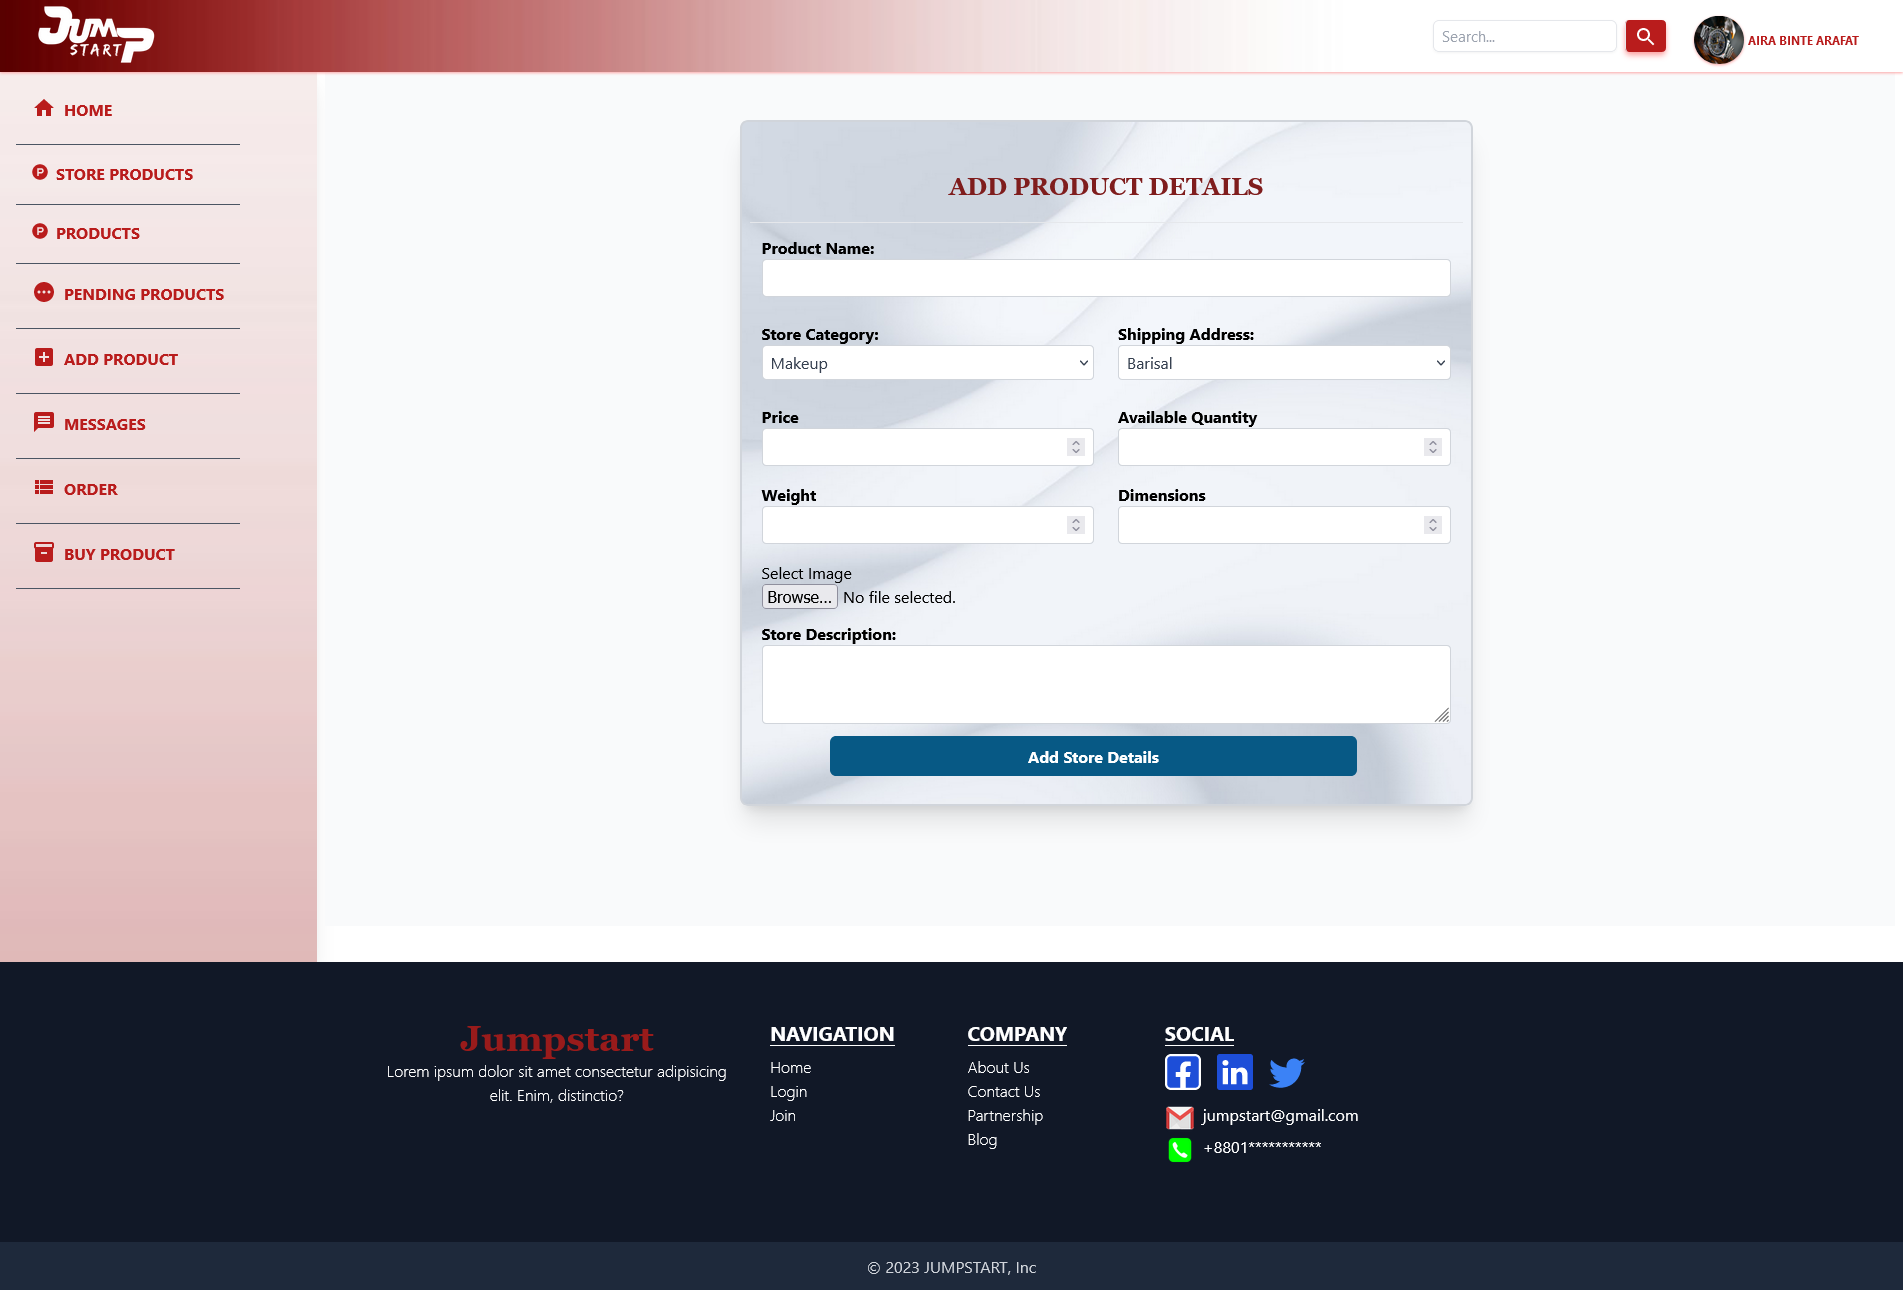 JUMP
START
Search...
AIRA BINTE ARAFAT
HOME
STORE PRODUCTS
PRODUCTS
PENDING PRODUCTS
ADD PRODUCT
MESSAGES
ORDER
BUY PRODUCT
ADD PRODUCT DETAILS
Product Name:
Store Category:
Makeup
Shipping Address:
Barisal
Price
Available Quantity
Weight
Dimensions
Select Image
Browse... No file selected.
Store Description:
Add Store Details
Jumpstart
Lorem ipsum dolor sit amet consectetur adipisicing
elit. Enim, distinctio?
NAVIGATION
Home
Login
Join
COMPANY
About Us
Contact Us
Partnership
Blog
SOCIAL
jumpstart@gmail.com
+8801***********
© 2023 JUMPSTART, Inc